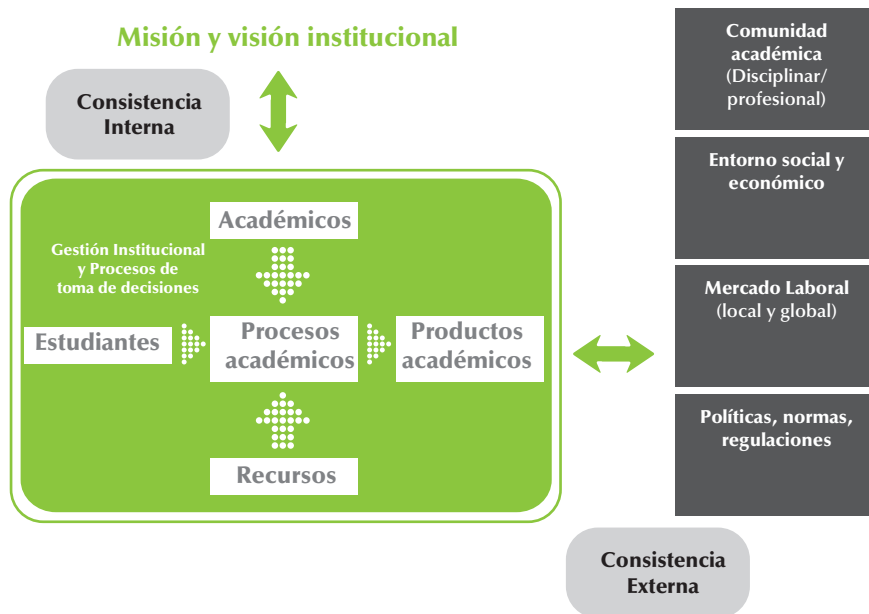 Misión y visión institucional
Consistencia
Interna
Académicos
Gestión Institucional
y Procesos de
toma de decisiones
Estudiantes
Procesos
académicos
Productos
académicos
Recursos
Comunidad
académica
(Disciplinar/
profesional)
Entorno social y
económico
Mercado Laboral
(local y global)
Políticas, normas,
regulaciones
Consistencia
Externa